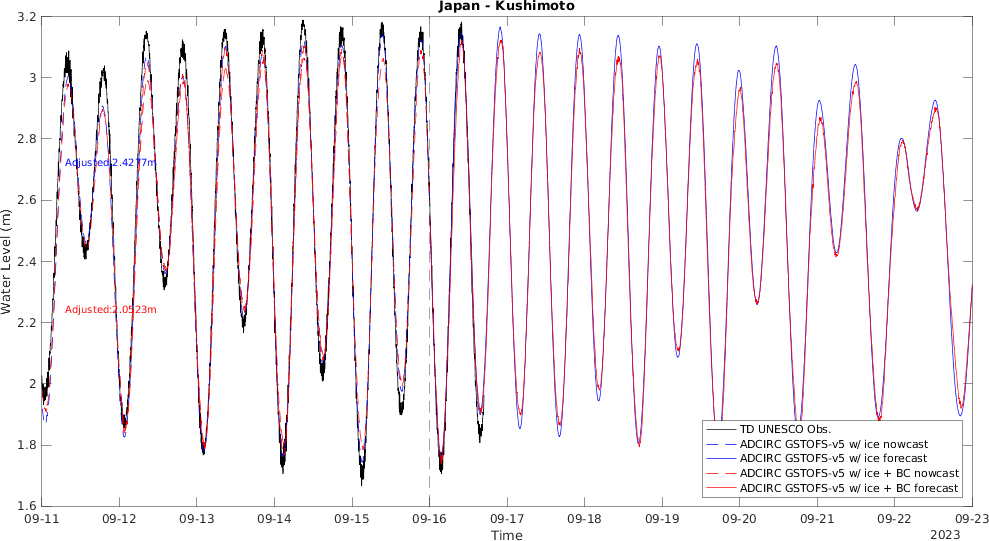 Japan - Kushimoto
Water Level (m)
3.2
3
2.8
2.6
2.4
2.2
2
1.8
1.6
Adjusted:2.4277m
Adjusted:2.0523m
TD UNESCO Obs.
ADCIRC GSTOFS-v5 w/ ice nowcast
ADCIRC GSTOFS-v5 w/ ice forecast
ADCIRC GSTOFS-v5 w/ ice + BC nowcast
ADCIRC GSTOFS-v5 w/ ice + BC forecast
09-11 09-12 09-13 09-14 09-15 09-16 09-17 09-18 09-19 09-20 09-21 09-22 09-23
Time
2023